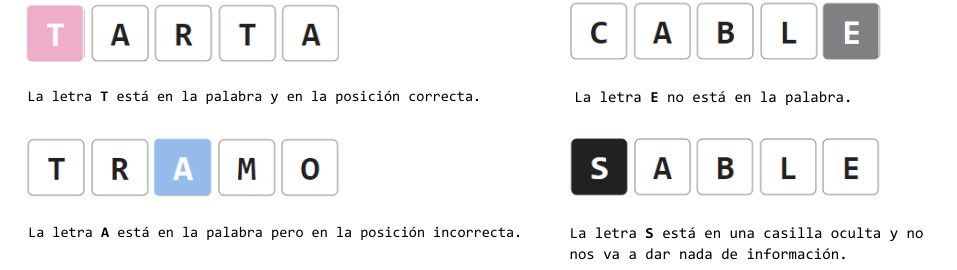 T A R T A
La letra T está en la palabra y en la posición correcta.
T R A M O
La letra A está en la palabra pero en la posición incorrecta.
C A B L E
La letra E no está en la palabra.
S A B L E
La letra S está en una casilla oculta y no
nos va a dar nada de información.